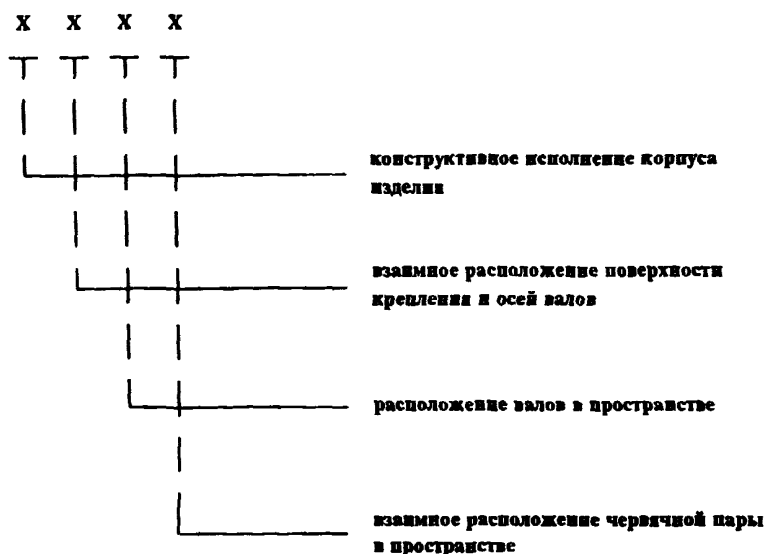 X X X X
конструктивное исполнение корпуса
изделия
взаимное расположение поверхности
крепления и осей валов
расположение валов в пространстве
взаимное расположение червячной пары
в пространстве